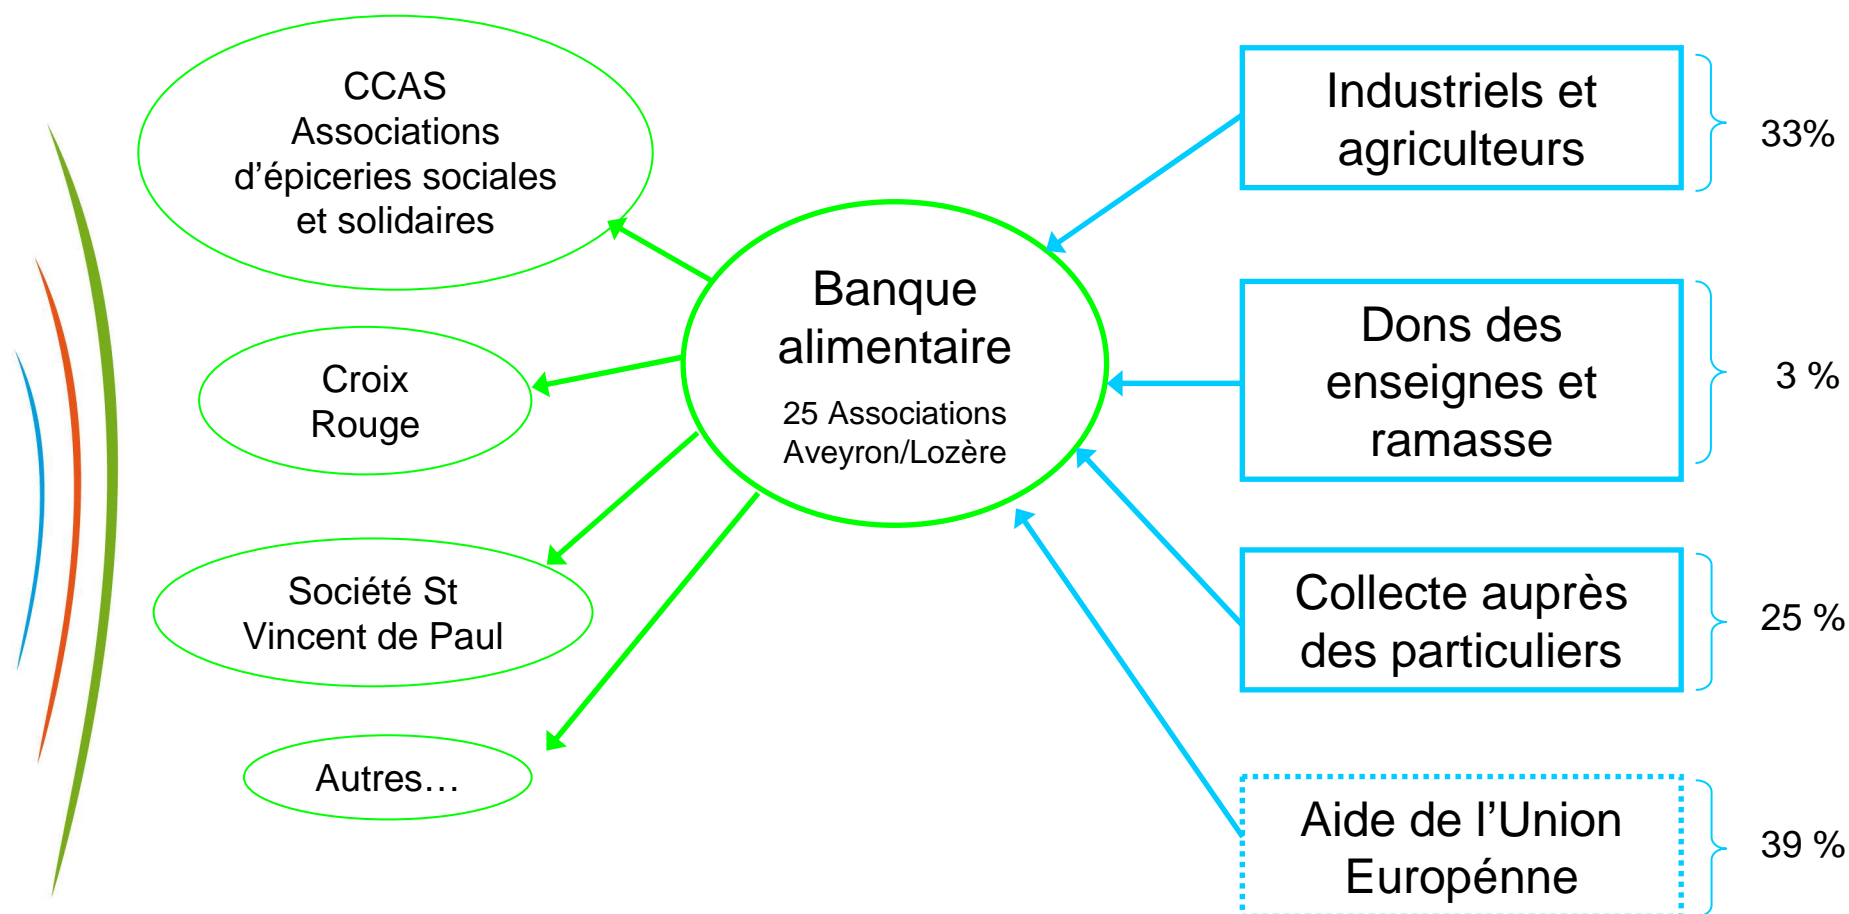 CCAS
Associations
d’épiceries sociales
et solidaires
Croix
Rouge
Société St
Vincent de Paul
Autres…
Banque
alimentaire
25 Associations
Aveyron/Lozère
Industriels et
agriculteurs
33%
Dons des
enseignes et
ramasse
3 %
Collecte auprès
des particuliers
25 %
Aide de l’Union
Europénne
39 %